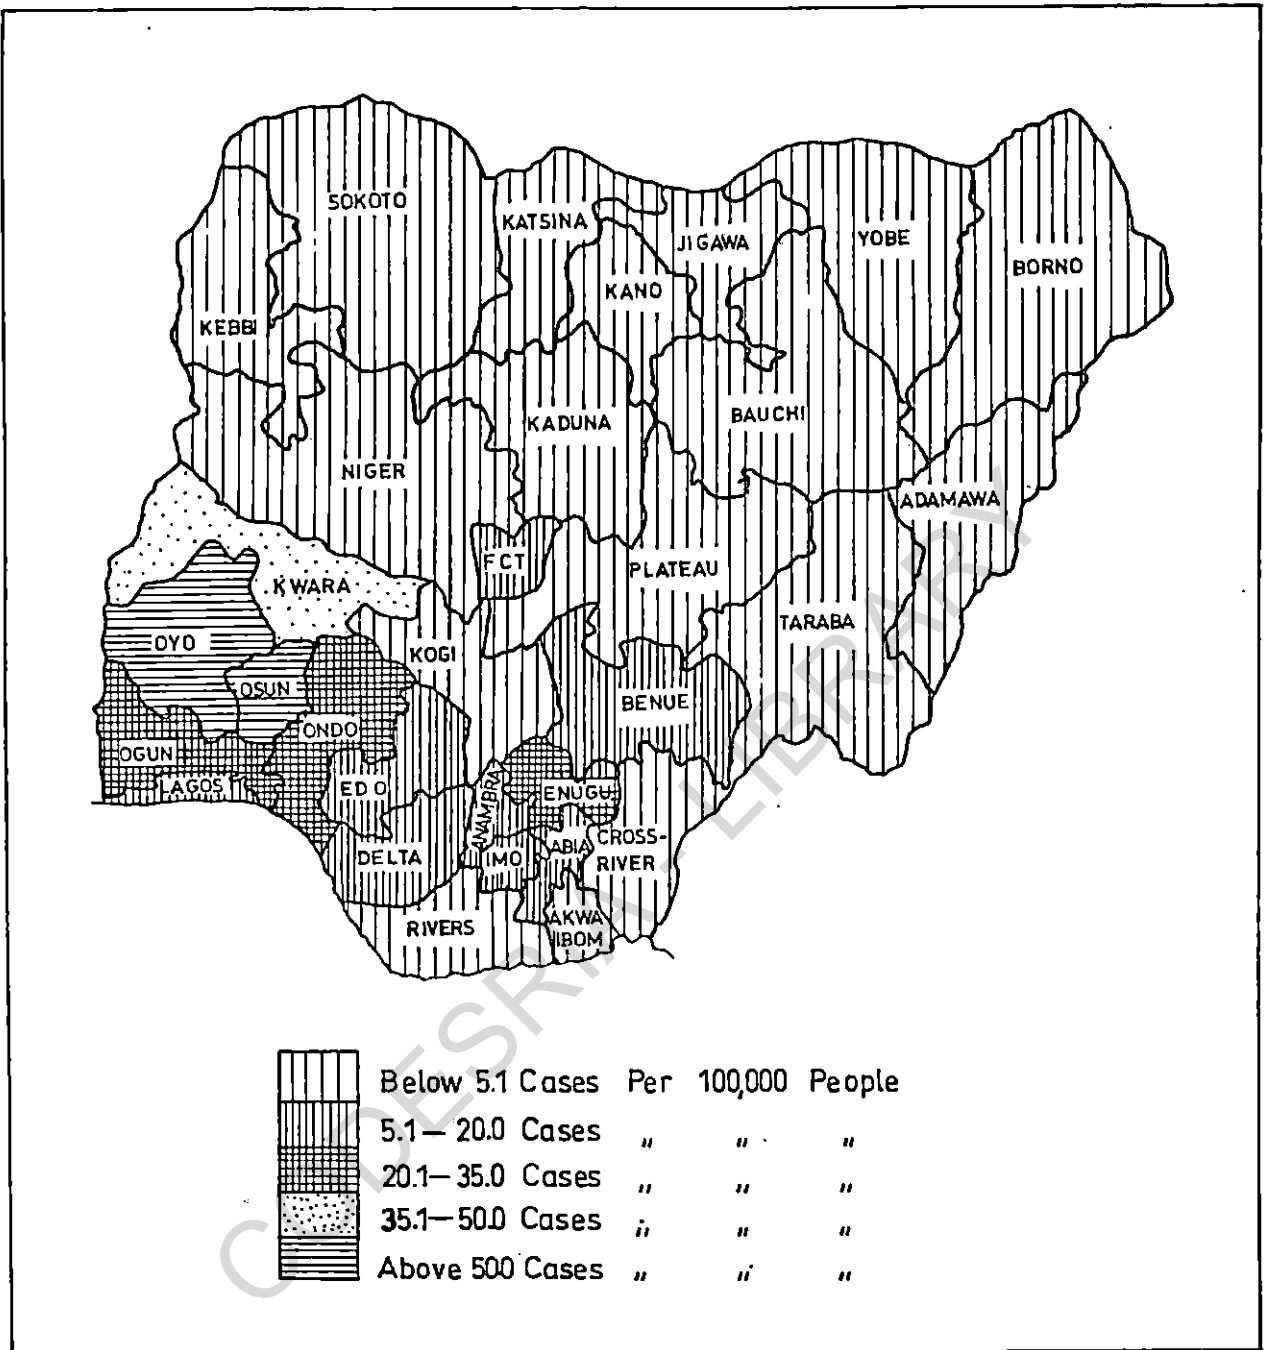 SOKOTO
KATSINA
JIGAWA
YOBE
BORNO
KANO
KEBBI
BAUCHI
KADUNA
NIGER
ADAMAWA
FCT
PLATEAU
KWARA
TARABA
OYO
KOGI
OSUN
BENUE
ONDO
OGUN
LAGOS
EDO
ANAMBRA
ENUGU
DELTA
IMO
ABIA
CROSS-
RIVER
RIVERS
AKWA
IBOM
Below 5.1 Cases Per 100,000 People
5.1—20.0 Cases " " "
20.1—35.0 Cases " " "
35.1—50.0 Cases " " "
Above 500 Cases " " "
CODESRIA - LIBRARY